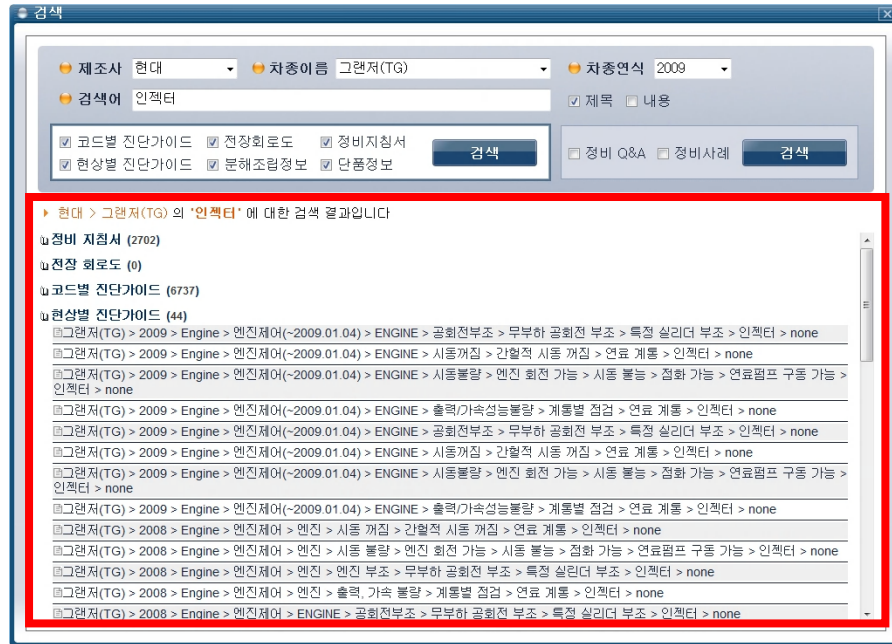 검색
제조사 현대 차종이름 그랜저(TG) 차종연식 2009
검색어 인젝터 제목 내용
코드별 진단가이드 전장회로도 정비지침서 검색 정비 Q&A 정비사례 검색
현상별 진단가이드 분해조립정보 단품정보
현대 > 그랜저(TG) 의 '인젝터' 에 대한 검색 결과입니다
정비 지침서 (2702)
전장 회로도 (0)
코드별 진단가이드 (6737)
현상별 진단가이드 (44)
그랜저(TG) > 2009 > Engine > 엔진제어(~2009.01.04) > ENGINE > 공회전부조 > 무부하 공회전 부조 > 특정 실리더 부조 > 인젝터 > none
그랜저(TG) > 2009 > Engine > 엔진제어(~2009.01.04) > ENGINE > 시동꺼짐 > 간헐적 시동 꺼짐 > 연료 계통 > 인젝터 > none
그랜저(TG) > 2009 > Engine > 엔진제어(~2009.01.04) > ENGINE > 시동불량 > 엔진 회전 가능 > 시동 불능 > 점화 가능 > 연료펌프 구동 가능 >
인젝터 > none
그랜저(TG) > 2009 > Engine > 엔진제어(~2009.01.04) > ENGINE > 출력/가속성능불량 > 계통별 점검 > 연료 계통 > 인젝터 > none
그랜저(TG) > 2009 > Engine > 엔진제어(~2009.01.04) > ENGINE > 공회전부조 > 무부하 공회전 부조 > 특정 실리더 부조 > 인젝터 > none
그랜저(TG) > 2009 > Engine > 엔진제어(~2009.01.04) > ENGINE > 시동꺼짐 > 간헐적 시동 꺼짐 > 연료 계통 > 인젝터 > none
그랜저(TG) > 2009 > Engine > 엔진제어(~2009.01.04) > ENGINE > 시동불량 > 엔진 회전 가능 > 시동 불능 > 점화 가능 > 연료펌프 구동 가능 >
인젝터 > none
그랜저(TG) > 2009 > Engine > 엔진제어(~2009.01.04) > ENGINE > 출력/가속성능불량 > 계통별 점검 > 연료 계통 > 인젝터 > none
그랜저(TG) > 2008 > Engine > 엔진제어 > 엔진 > 시동 꺼짐 > 간헐적 시동 꺼짐 > 연료 계통 > 인젝터 > none
그랜저(TG) > 2008 > Engine > 엔진제어 > 엔진 > 시동 불량 > 엔진 회전 가능 > 시동 불능 > 점화 가능 > 연료펌프 구동 가능 > 인젝터 > none
그랜저(TG) > 2008 > Engine > 엔진제어 > 엔진 > 엔진 부조 > 무부하 공회전 부조 > 특정 실린더 부조 > 인젝터 > none
그랜저(TG) > 2008 > Engine > 엔진제어 > 엔진 > 출력, 가속 불량 > 계통별 점검 > 연료 계통 > 인젝터 > none
그랜저(TG) > 2008 > Engine > 엔진제어 > ENGINE > 공회전부조 > 무부하 공회전 부조 > 특정 실리더 부조 > 인젝터 > none